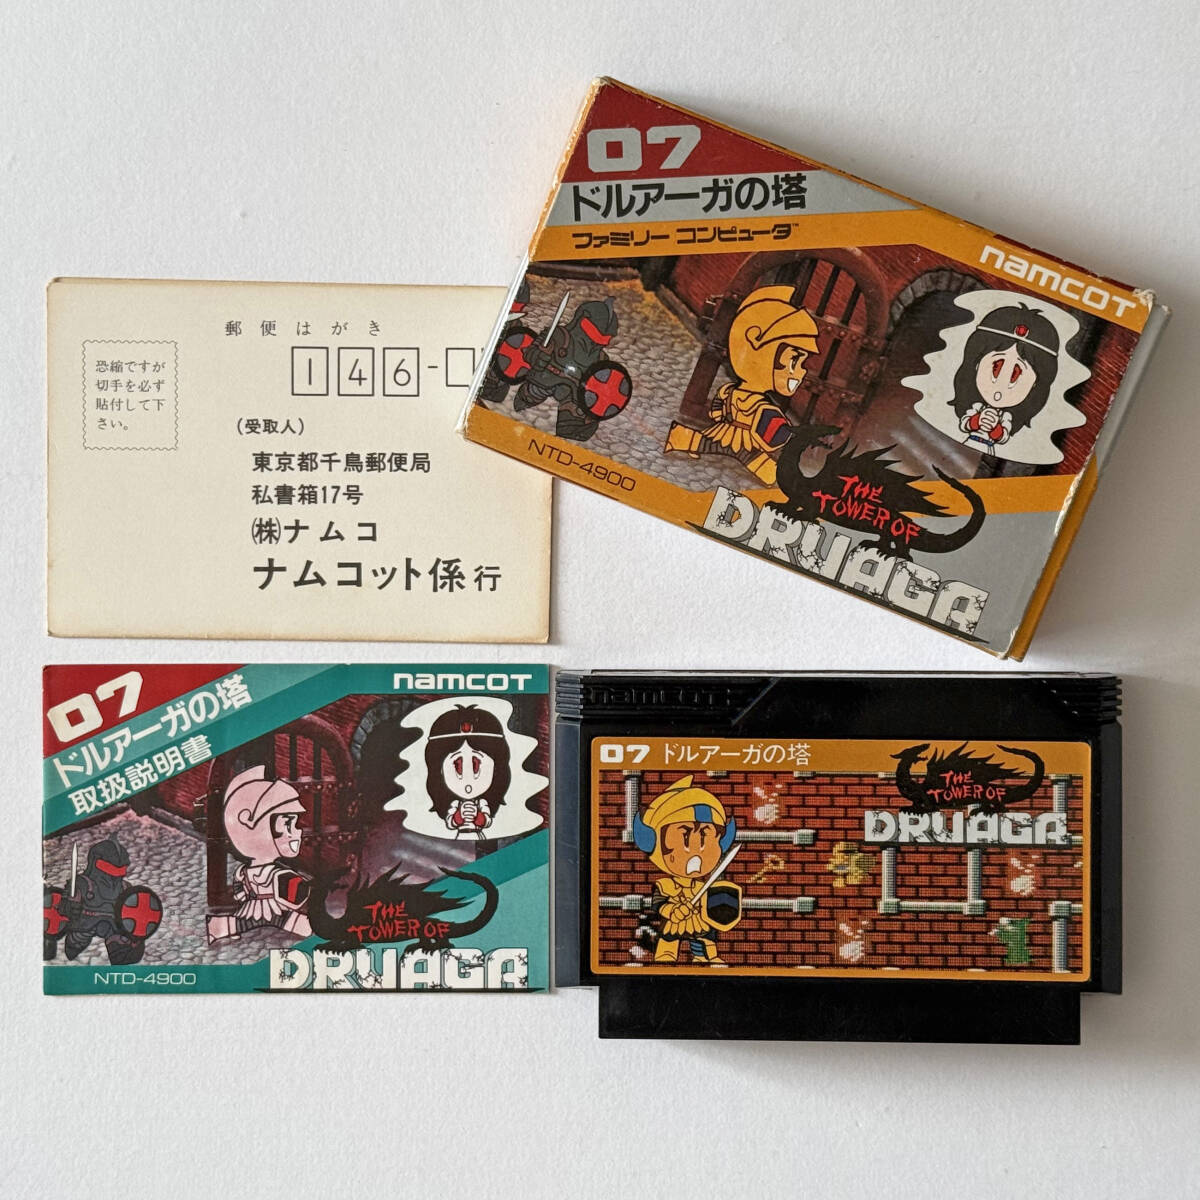 07
ドルアーガの塔
ファミリー コンピュータ™
namcot
NTD-4900
THE
TOWER OF
DRUAGA
郵便はがき
恐縮ですが
切手を必ず
貼付して下
さい。
146-
(受取人)
東京都千鳥郵便局
私書箱17号
㈱ナムコ
ナムコット係行
07
ドルアーガの塔
取扱説明書
namcot
THE
TOWER OF
DRUAGA
NTD-4900
namcot
07 ドルアーガの塔
THE
TOWER OF
DRUAGA